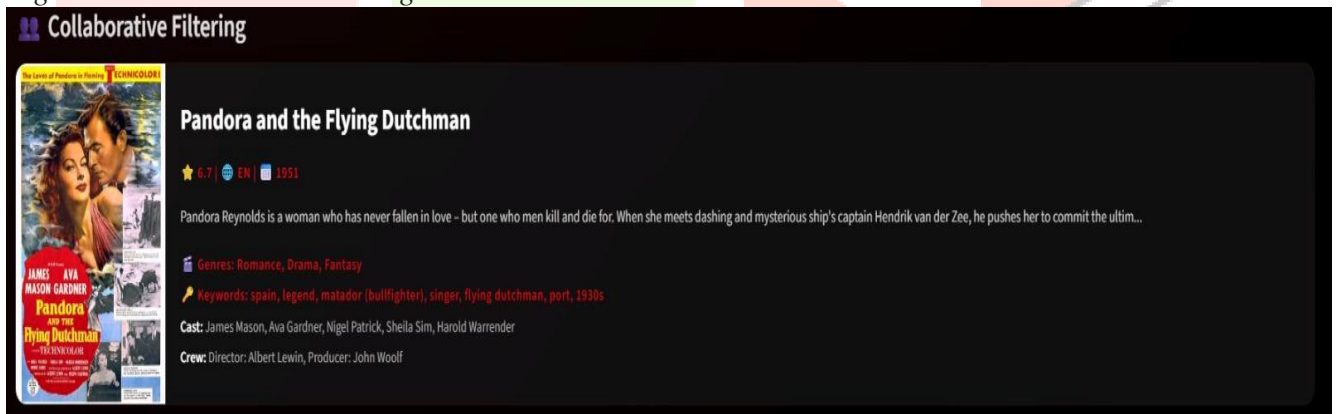 Collaborative Filtering
The Loves of Pandora in Flaming TECHNICOLOR!
Pandora and the Flying Dutchman
6.7 | EN | 1951
Pandora Reynolds is a woman who has never fallen in love – but one who men kill and die for. When she meets dashing and mysterious ship's captain Hendrik van der Zee, he pushes her to commit the ultim...
Genres: Romance, Drama, Fantasy
Keywords: spain, legend, matador (bullfighter), singer, flying dutchman, port, 1930s
Cast: James Mason, Ava Gardner, Nigel Patrick, Sheila Sim, Harold Warrender
Crew: Director: Albert Lewin, Producer: John Woolf
JAMES AVA
MASON GARDNER
Pandora
AND THE
Flying Dutchman
TECHNICOLOR